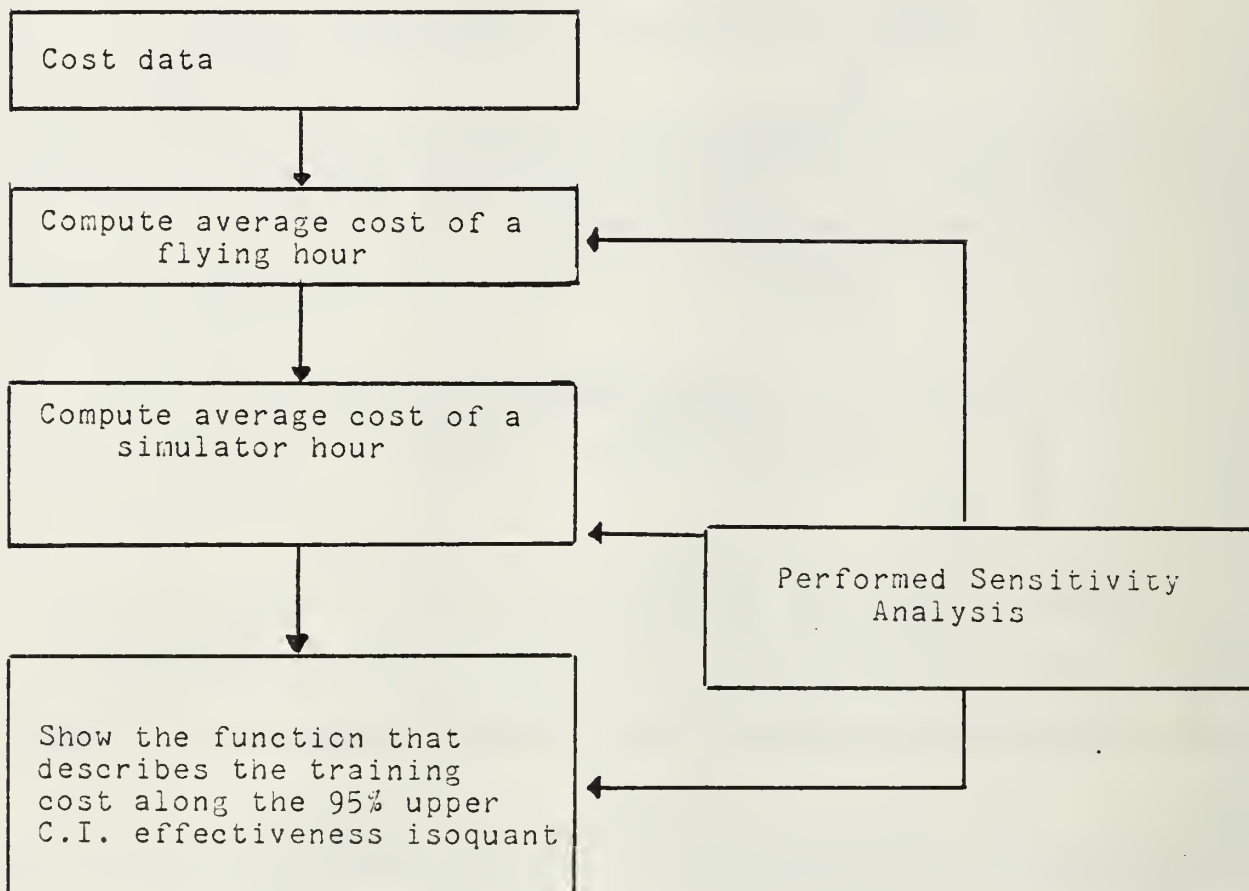 Cost data
Compute average cost of a
flying hour
Compute average cost of a
simulator hour
Performed Sensitivity
Analysis
Show the function that
describes the training
cost along the 95% upper
C.I. effectiveness isoquant